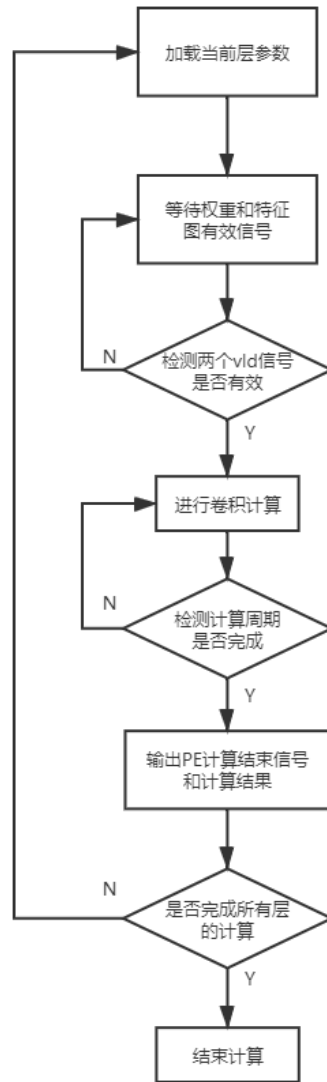 加载当前层参数
等待权重和特征
图有效信号
检测两个vld信号
是否有效
N
Y
进行卷积计算
检测计算周期
是否完成
N
Y
输出PE计算结束信号
和计算结果
是否完成所有层
的计算
N
Y
结束计算